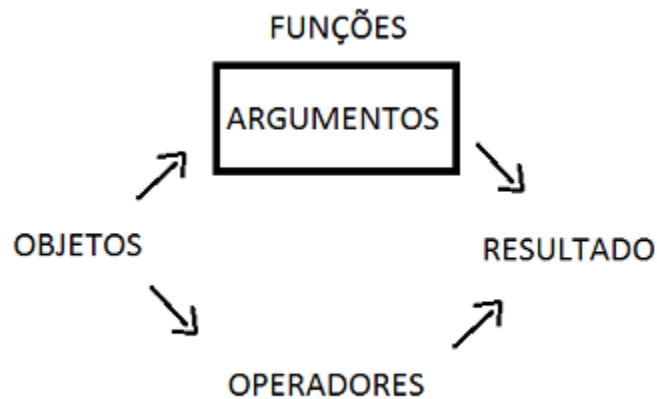 FUNÇÕES
ARGUMENTOS
OBJETOS
RESULTADO
OPERADORES